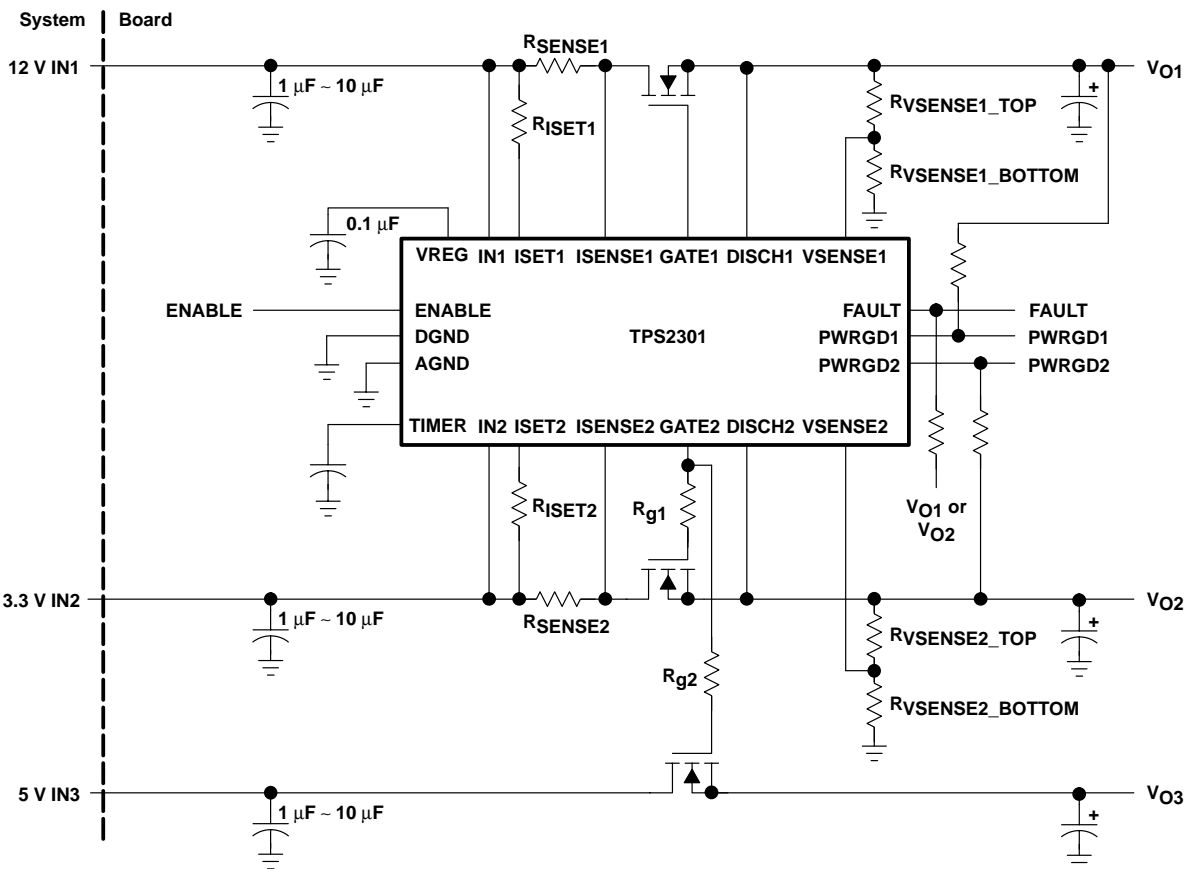 System Board
RSENSE1
12 V IN1
VO1
1 μF ~ 10 μF
RVSENSE1_TOP
RISET1
RVSENSE1_BOTTOM
0.1 μF
VREG IN1 ISET1 ISENSE1 GATE1 DISCH1 VSENSE1
ENABLE ENABLE FAULT FAULT
DGND TPS2301 PWRGD1 PWRGD1
AGND PWRGD2 PWRGD2
TIMER IN2 ISET2 ISENSE2 GATE2 DISCH2 VSENSE2
RISET2
Rg1
VO1 or
VO2
3.3 V IN2
VO2
1 μF ~ 10 μF
RSENSE2
RVSENSE2_TOP
Rg2
RVSENSE2_BOTTOM
5 V IN3
VO3
1 μF ~ 10 μF
+
+
+